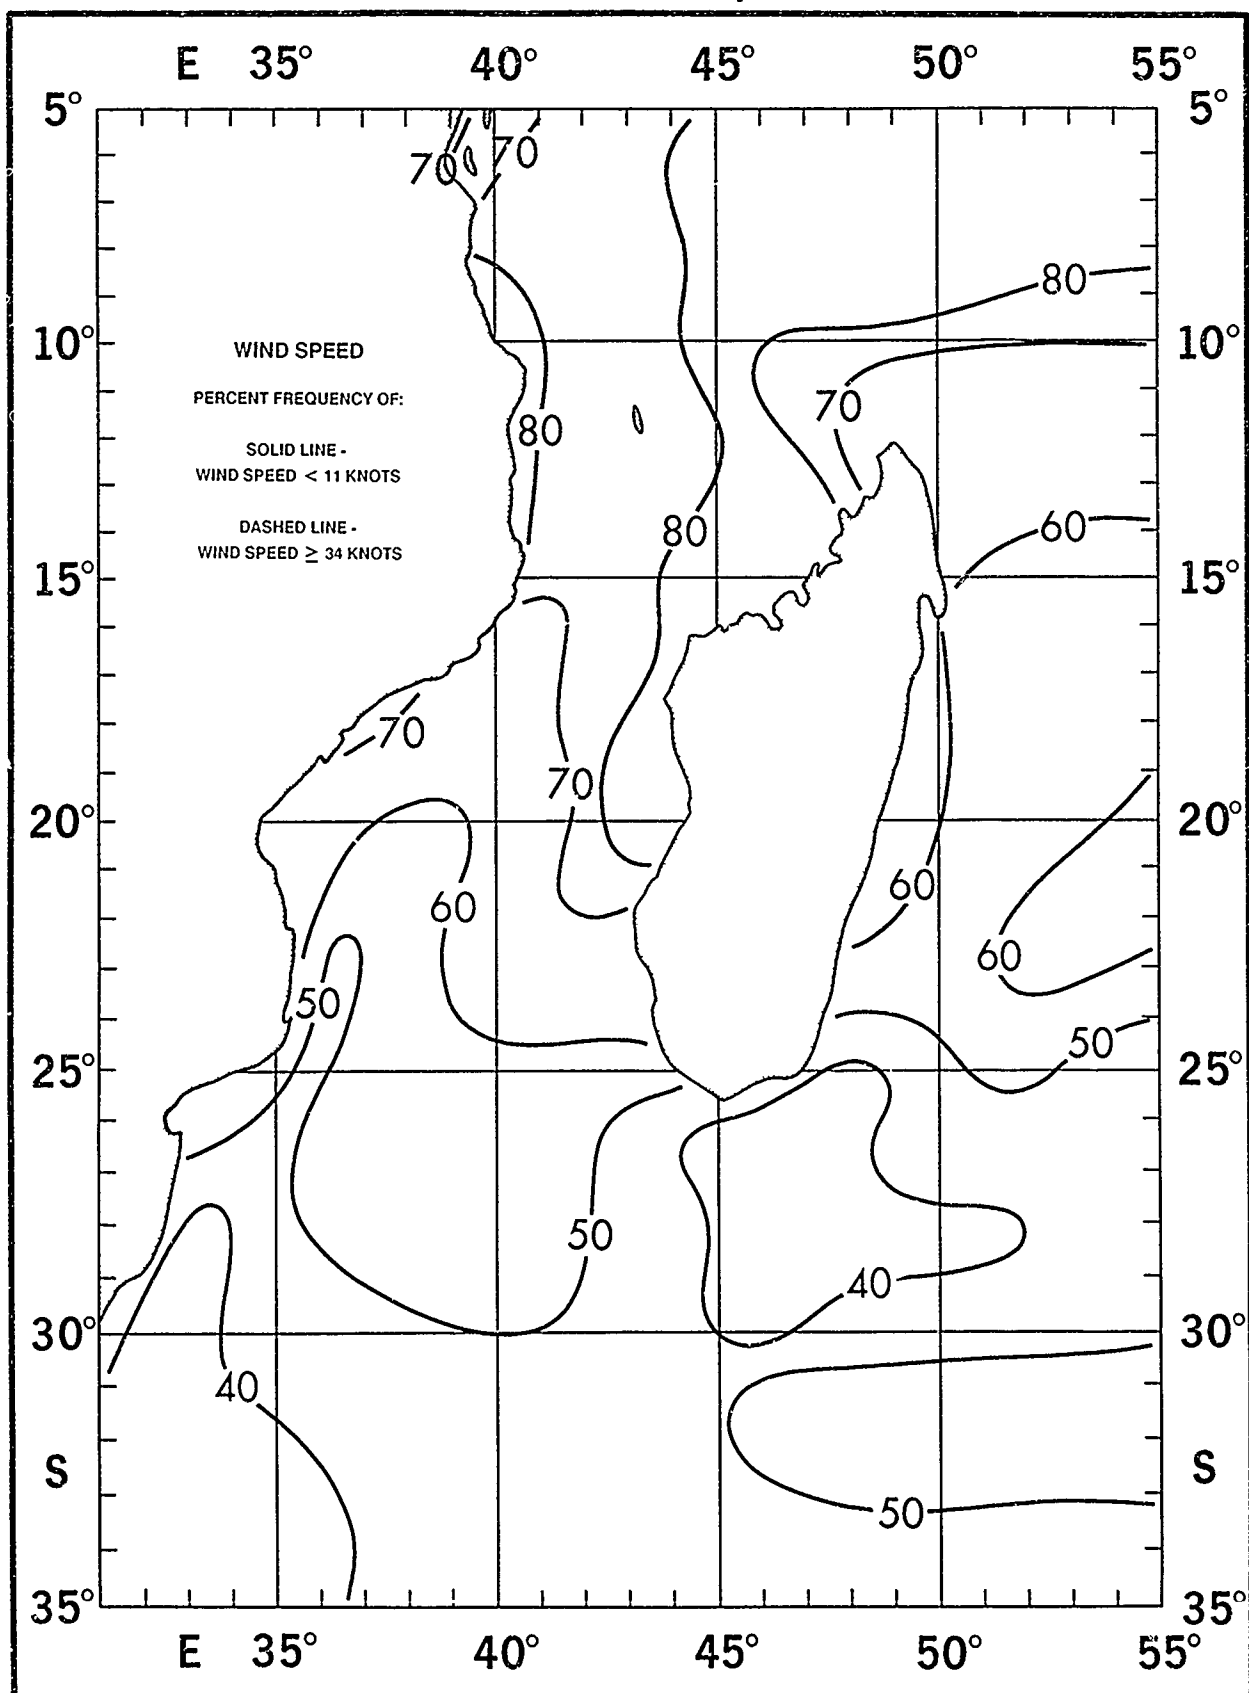 E 35° 40° 45° 50° 55°
5° 5°
70 70
80
10° 10°
WIND SPEED
PERCENT FREQUENCY OF:
70
SOLID LINE -
80
WIND SPEED < 11 KNOTS
DASHED LINE -
80 60
WIND SPEED ≥ 34 KNOTS
15° 15°
70
70
20° 20°
60 60
60
50
50
25° 25°
50
40
30° 30°
40
S S
50
35° 35°
E 35° 40° 45° 50° 55°